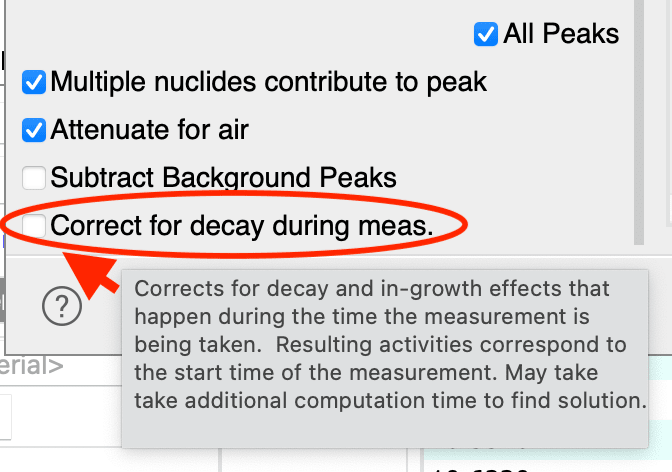 All Peaks
Multiple nuclides contribute to peak
Attenuate for air
Subtract Background Peaks
Correct for decay during meas.
?
Corrects for decay and in-growth effects that
happen during the time the measurement is
being taken.  Resulting activities correspond to
the start time of the measurement. May take
take additional computation time to find solution.
erial>